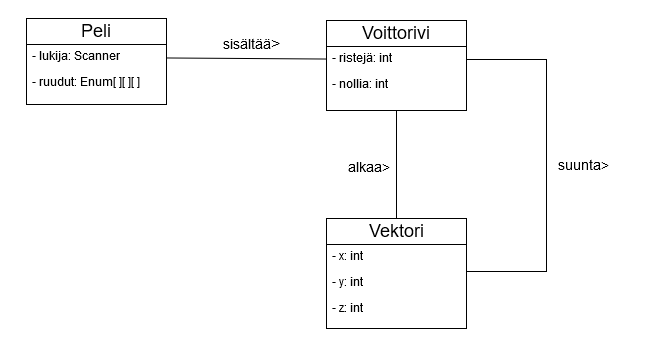 Peli
- lukija: Scanner
- ruudut: Enum[ ][ ][ ]
sisältää>
Voittorivi
- ristejä: int
- nollia: int
alkaa>
suunta>
Vektori
- x: int
- y: int
- z: int